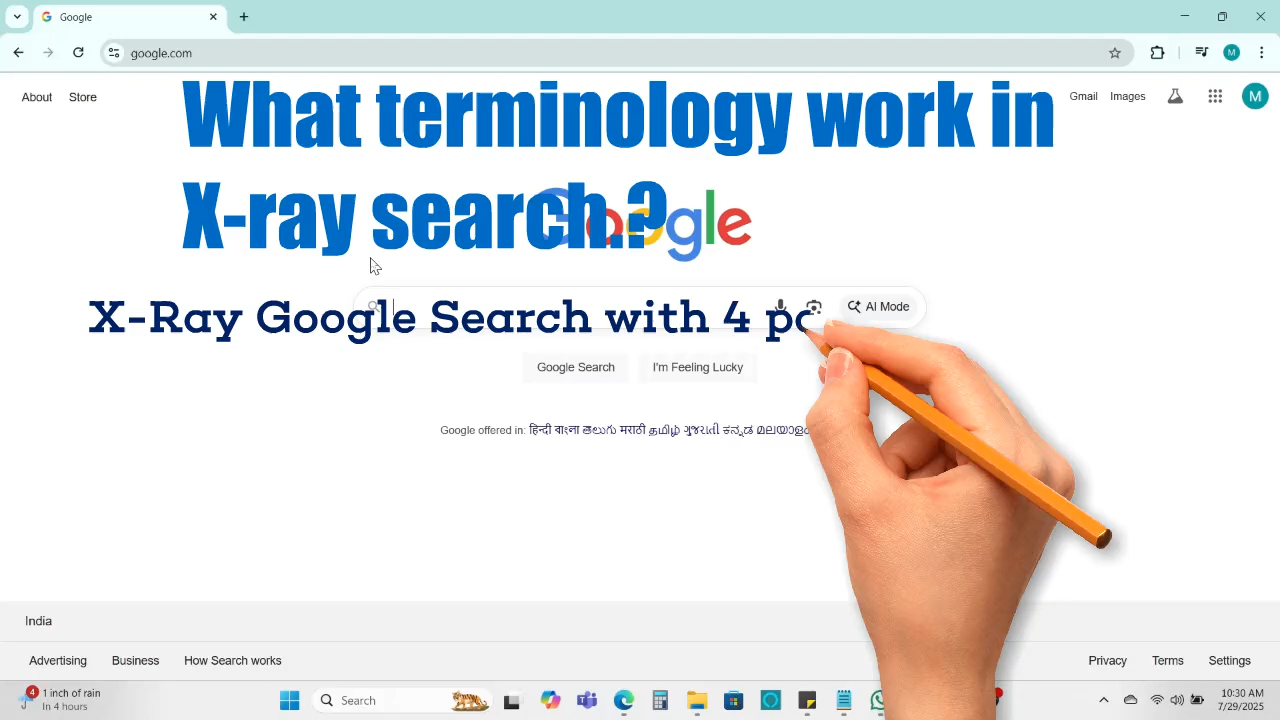 Google
google.com
About Store
Gmail Images
M
M
What terminology work in
X-ray search.?
Google
X-Ray Google Search with 4
AI Mode
Google Search I'm Feeling Lucky
Google offered in: हिन्दी বাংলা తెలుగు मराठी தமிழ் ગુજરાતી ಕನ್ನಡ
India
Advertising Business How Search works
Privacy Terms Settings
4
1 inch of rain
In 4 hours
Search
10:30 AM
7/29/2025